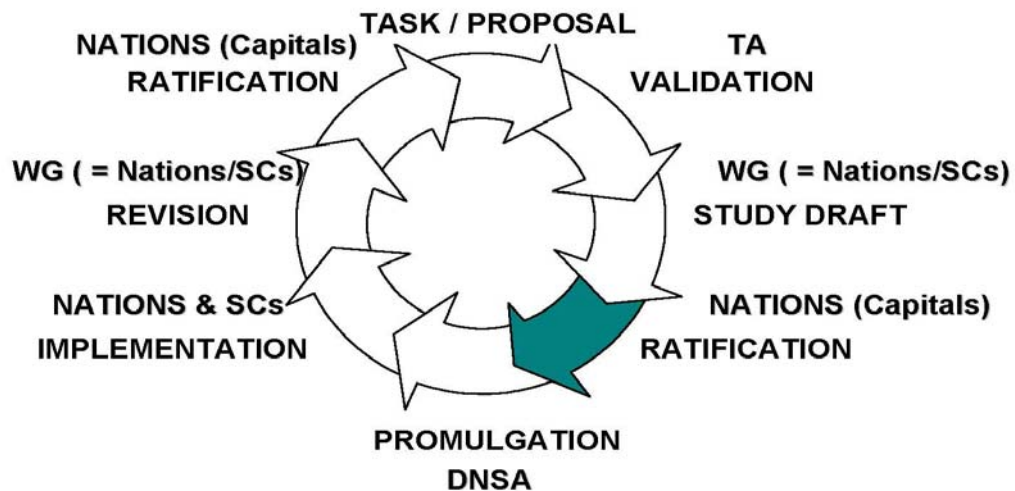 TASK / PROPOSAL
TA
VALIDATION
WG ( = Nations/SCs)
STUDY DRAFT
NATIONS (Capitals)
RATIFICATION
PROMULGATION
DNSA
NATIONS & SCs
IMPLEMENTATION
WG ( = Nations/SCs)
REVISION
NATIONS (Capitals)
RATIFICATION